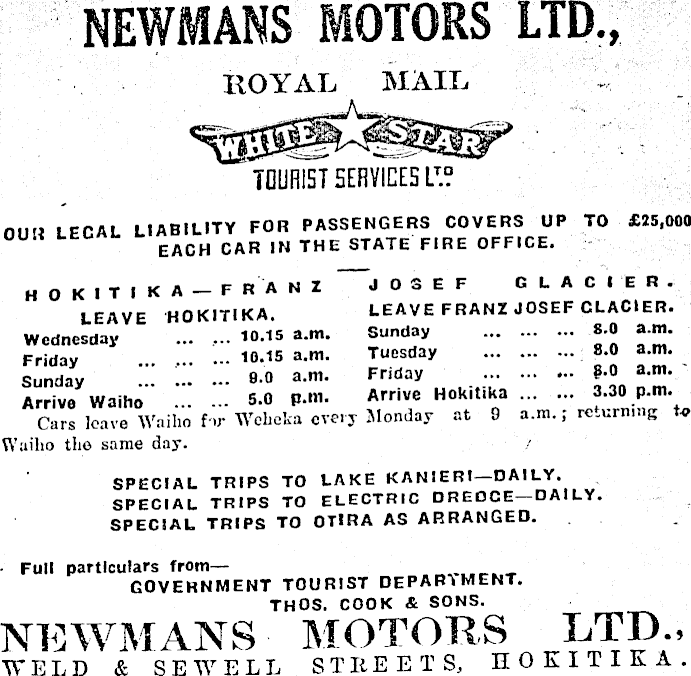 NEWMANS MOTORS LTD.,
ROYAL MAIL
WHITE STAR
TOURIST SERVICES LTD
OUR LEGAL LIABILITY FOR PASSENGERS COVERS UP TO £25,000
EACH CAR IN THE STATE FIRE OFFICE.
HOKITIKA—FRANZ JOSEF GLACIER.
LEAVE HOKITIKA.
Wednesday ... ... 10.15 a.m.
Friday ... ... ... 10.15 a.m.
Sunday ... ... ... 9.0 a.m.
Arrive Waiho ... ... 5.0 p.m.
LEAVE FRANZ JOSEF GLACIER.
Sunday ... ... ... 8.0 a.m.
Tuesday ... ... ... 8.0 a.m.
Friday ... ... ... 8.0 a.m.
Arrive Hokitika ... ... 3.30 p.m.
Cars leave Waiho for Weheka every Monday at 9 a.m.; returning to
Waiho the same day.
SPECIAL TRIPS TO LAKE KANIERI—DAILY.
SPECIAL TRIPS TO ELECTRIC DREDGE—DAILY.
SPECIAL TRIPS TO OTIRA AS ARRANGED.
Full particulars from—
GOVERNMENT TOURIST DEPARTMENT.
THOS. COOK & SONS.
NEWMANS MOTORS LTD.,
WELD & SEWELL STREETS, HOKITIKA.